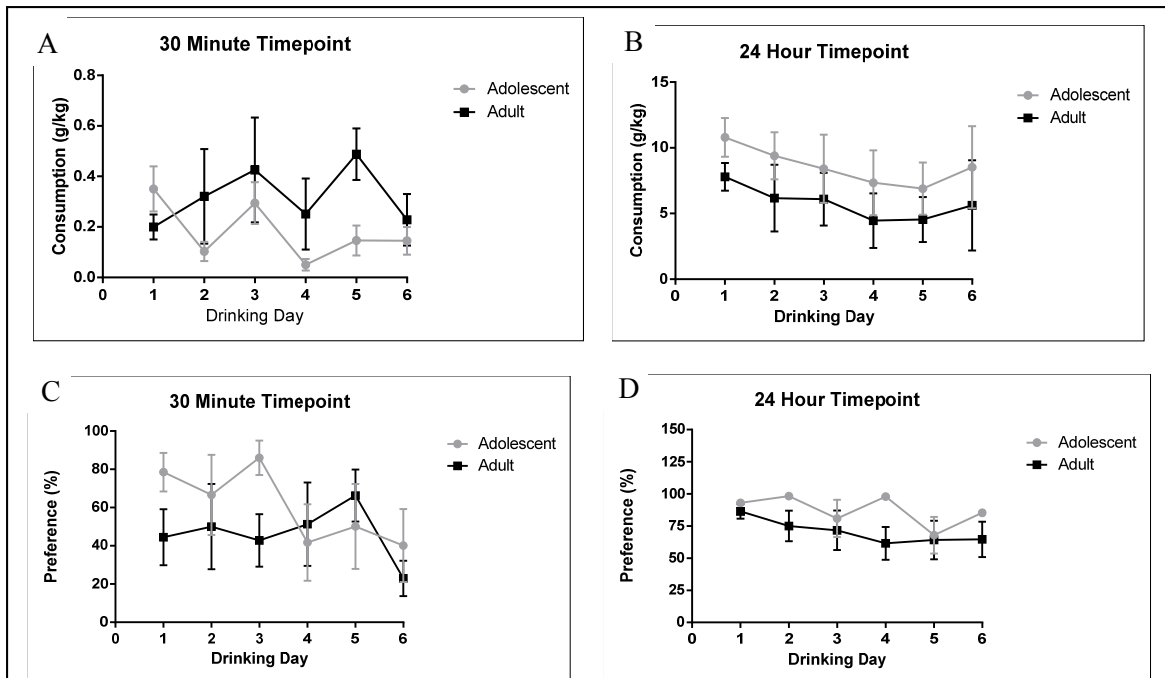 A
30 Minute Timepoint
Consumption (g/kg)
0.8
0.6
0.4
0.2
0.0
0 1 2 3 4 5 6
Drinking Day
Adolescent
Adult
B
24 Hour Timepoint
Consumption (g/kg)
15
10
5
0
0 1 2 3 4 5 6
Drinking Day
Adolescent
Adult
C
30 Minute Timepoint
Preference (%)
100
80
60
40
20
0
0 1 2 3 4 5 6
Drinking Day
Adolescent
Adult
D
24 Hour Timepoint
Preference (%)
150
125
100
75
50
25
0
0 1 2 3 4 5 6
Drinking Day
Adolescent
Adult